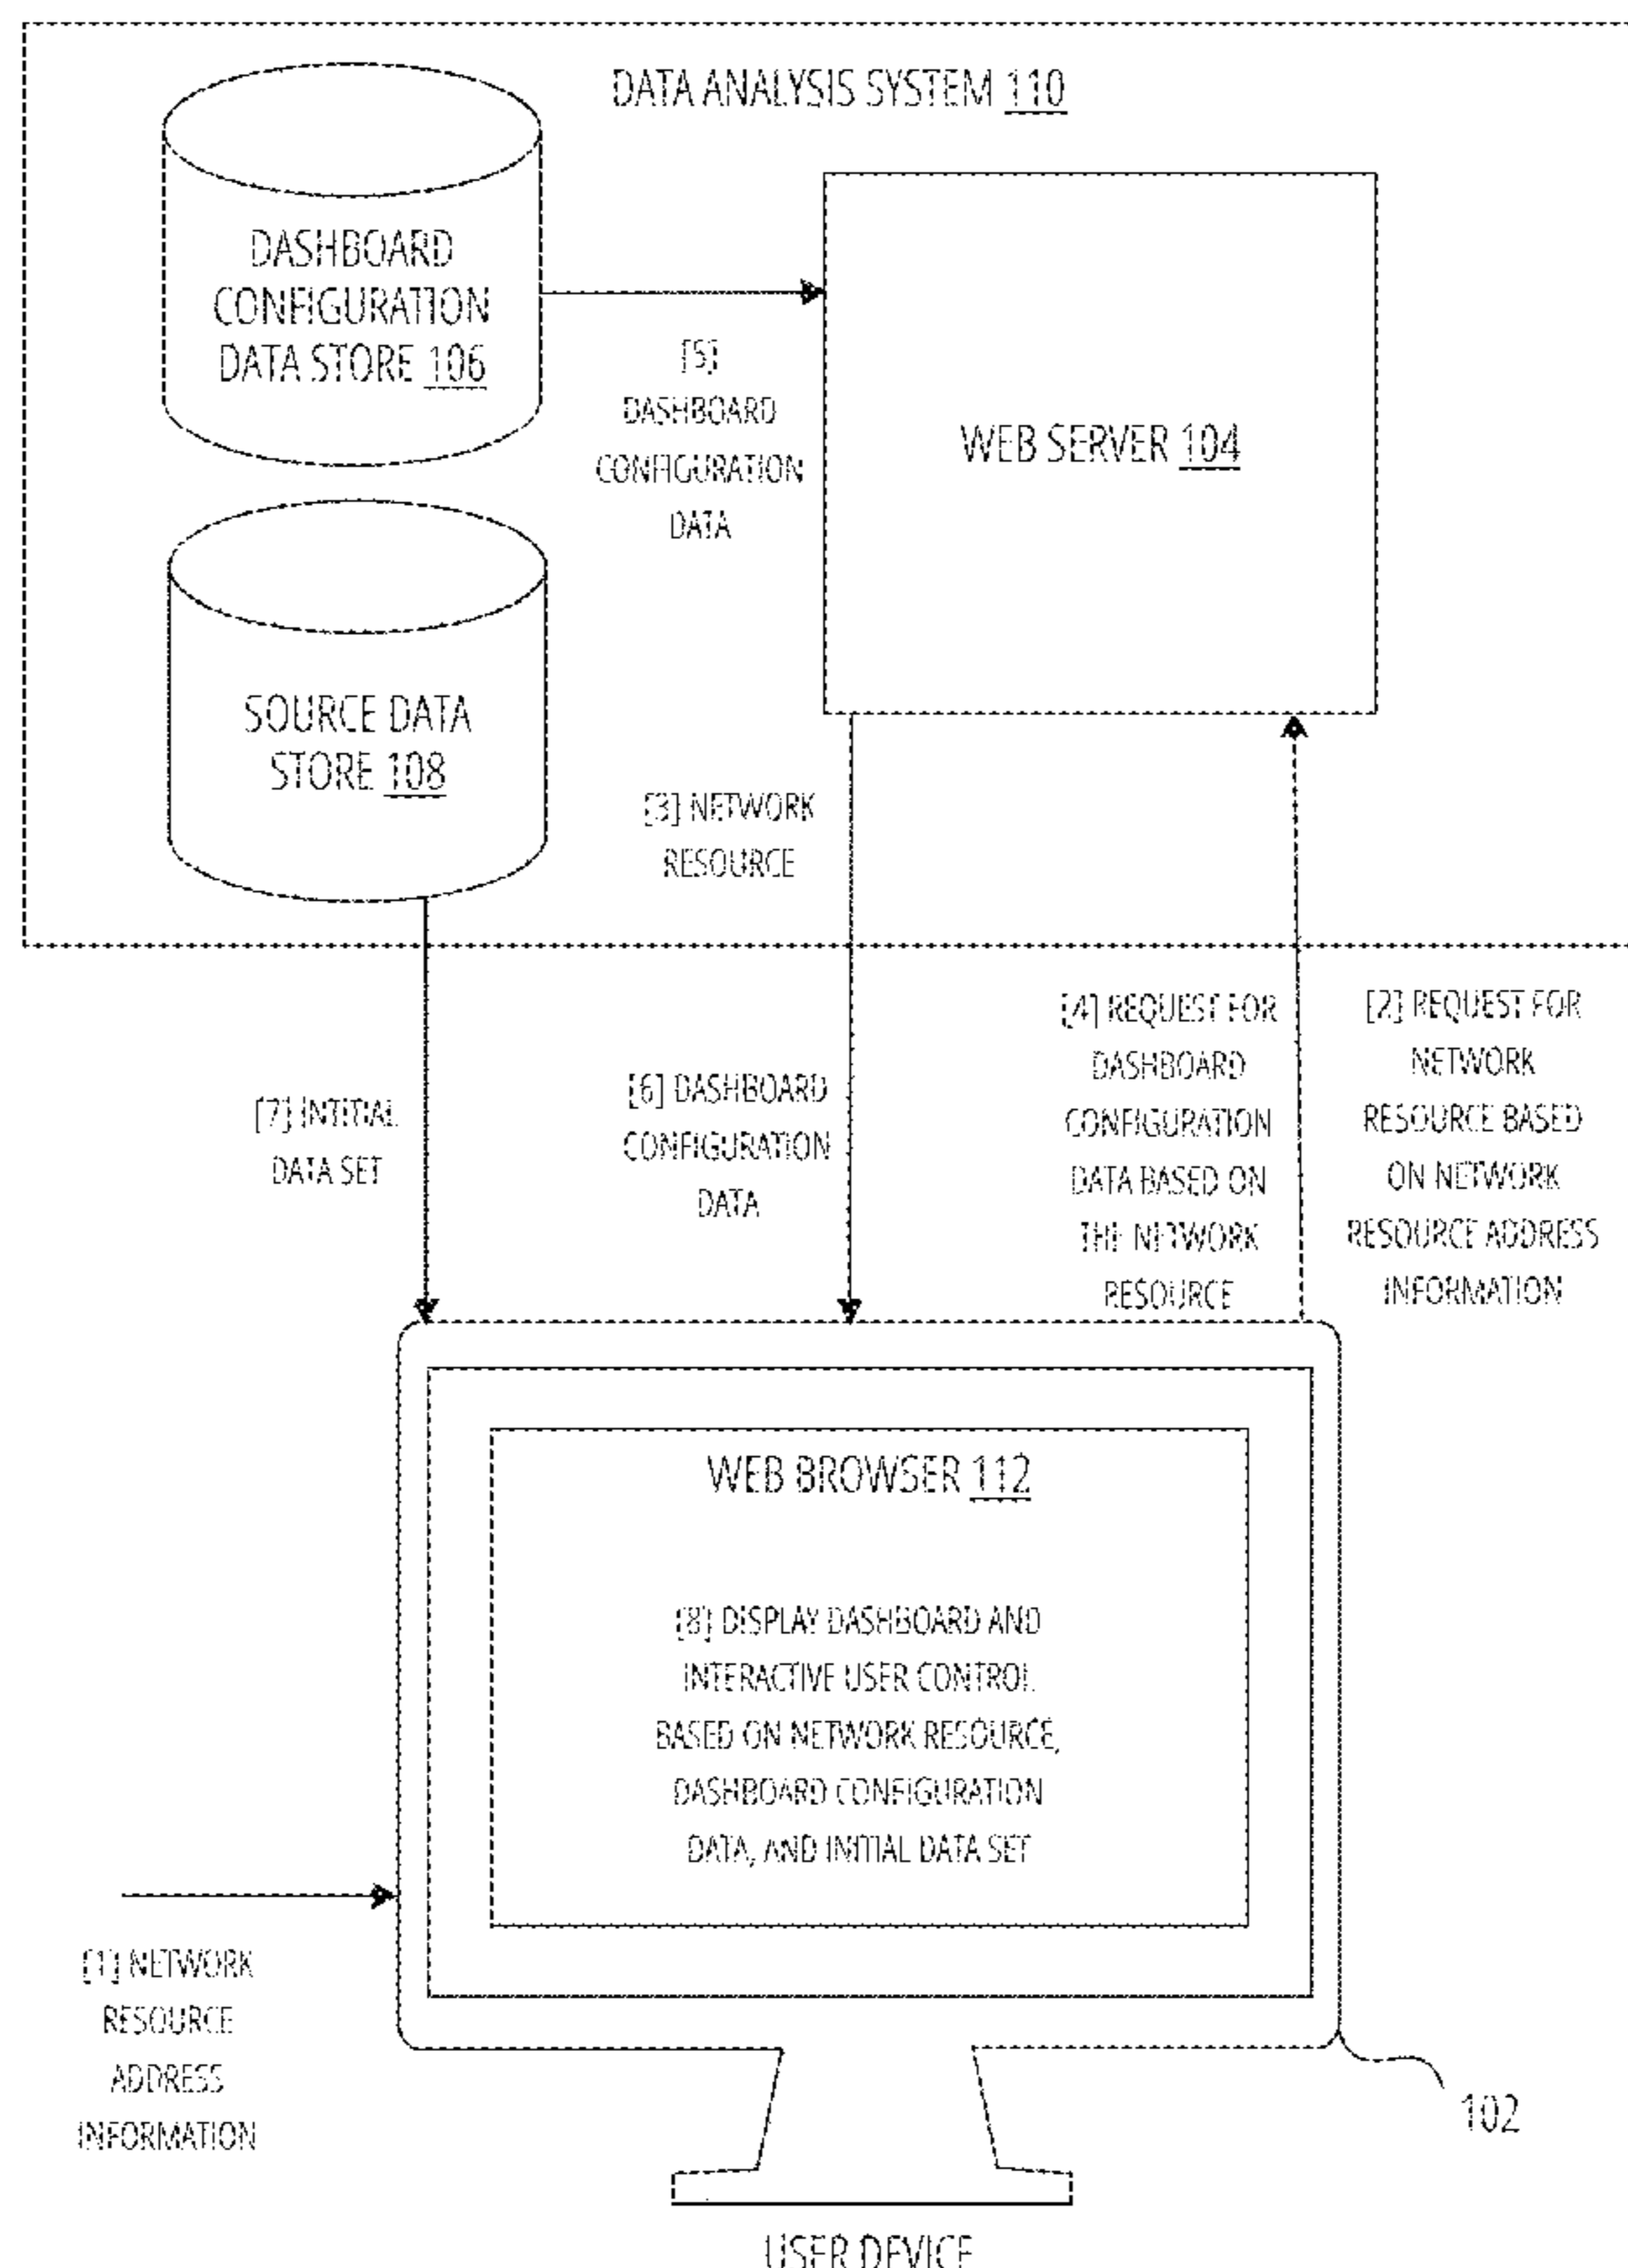 DATA ANALYSIS SYSTEM 110
DASHBOARD
CONFIGURATION
DATA STORE 106
[5]
DASHBOARD
CONFIGURATION
DATA
WEB SERVER 104
SOURCE DATA
STORE 108
[3] NETWORK
RESOURCE
[7] INTITIAL
DATA SET
[6] DASHBOARD
CONFIGURATION
DATA
[4] REQUEST FOR
DASHBOARD
CONFIGURATION
DATA BASED ON
THE NETWORK
RESOURCE
[2] REQUEST FOR
NETWORK
RESOURCE BASED
ON NETWORK
RESOURCE ADDRESS
INFORMATION
WEB BROWSER 112
[8] DISPLAY DASHBOARD AND
INTERACTIVE USER CONTROL
BASED ON NETWORK RESOURCE,
DASHBOARD CONFIGURATION
DATA, AND INITIAL DATA SET
[1] NETWORK
RESOURCE
ADDRESS
INFORMATION
102
USER DEVICE